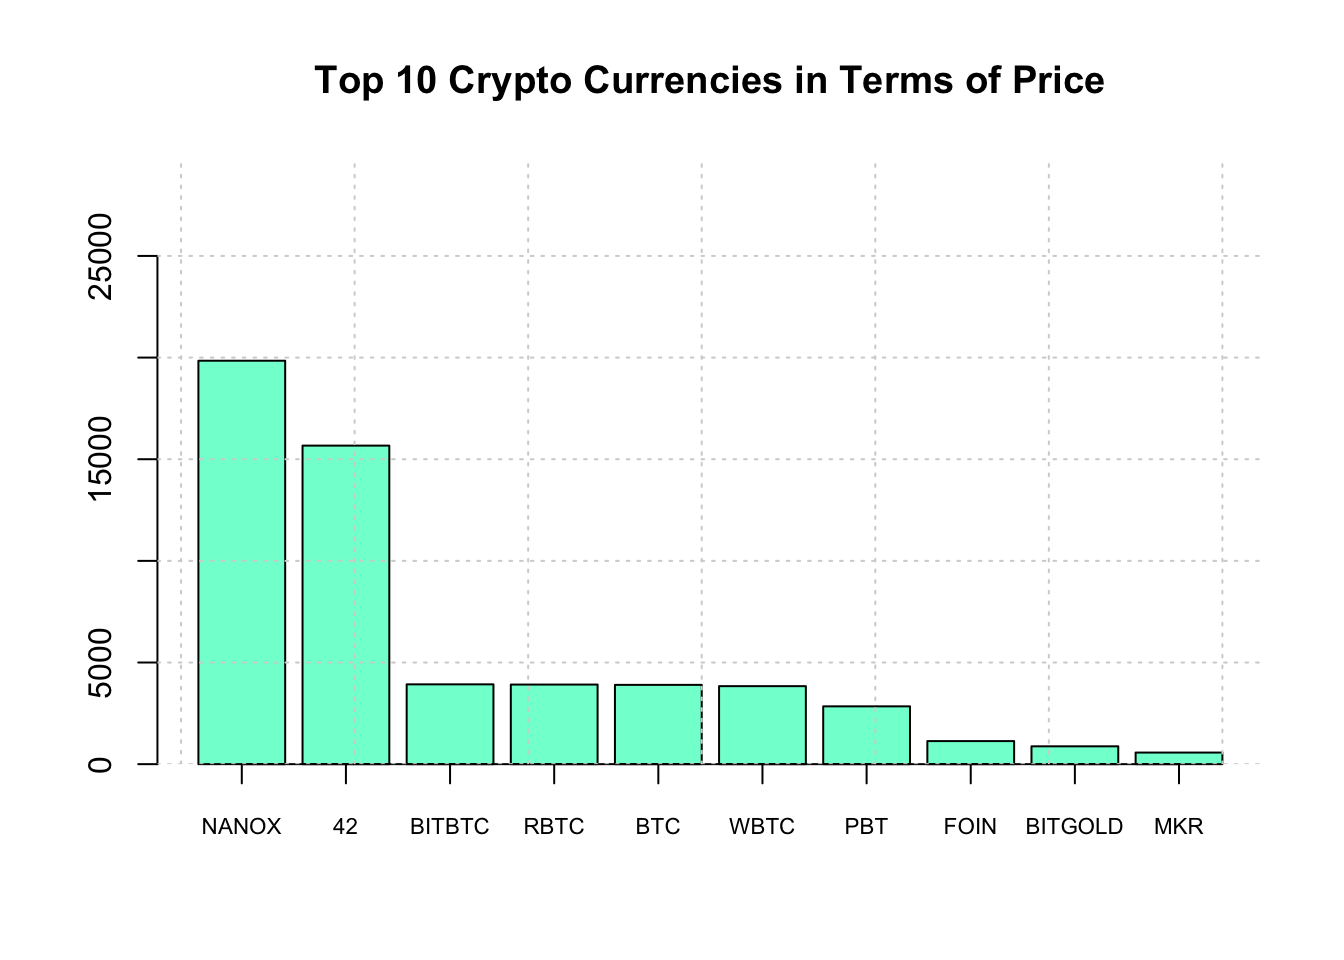 Top 10 Crypto Currencies in Terms of Price
25000
15000
5000
0
NANOX 42 BITBTC RBTC BTC WBTC PBT FOIN BITGOLD MKR